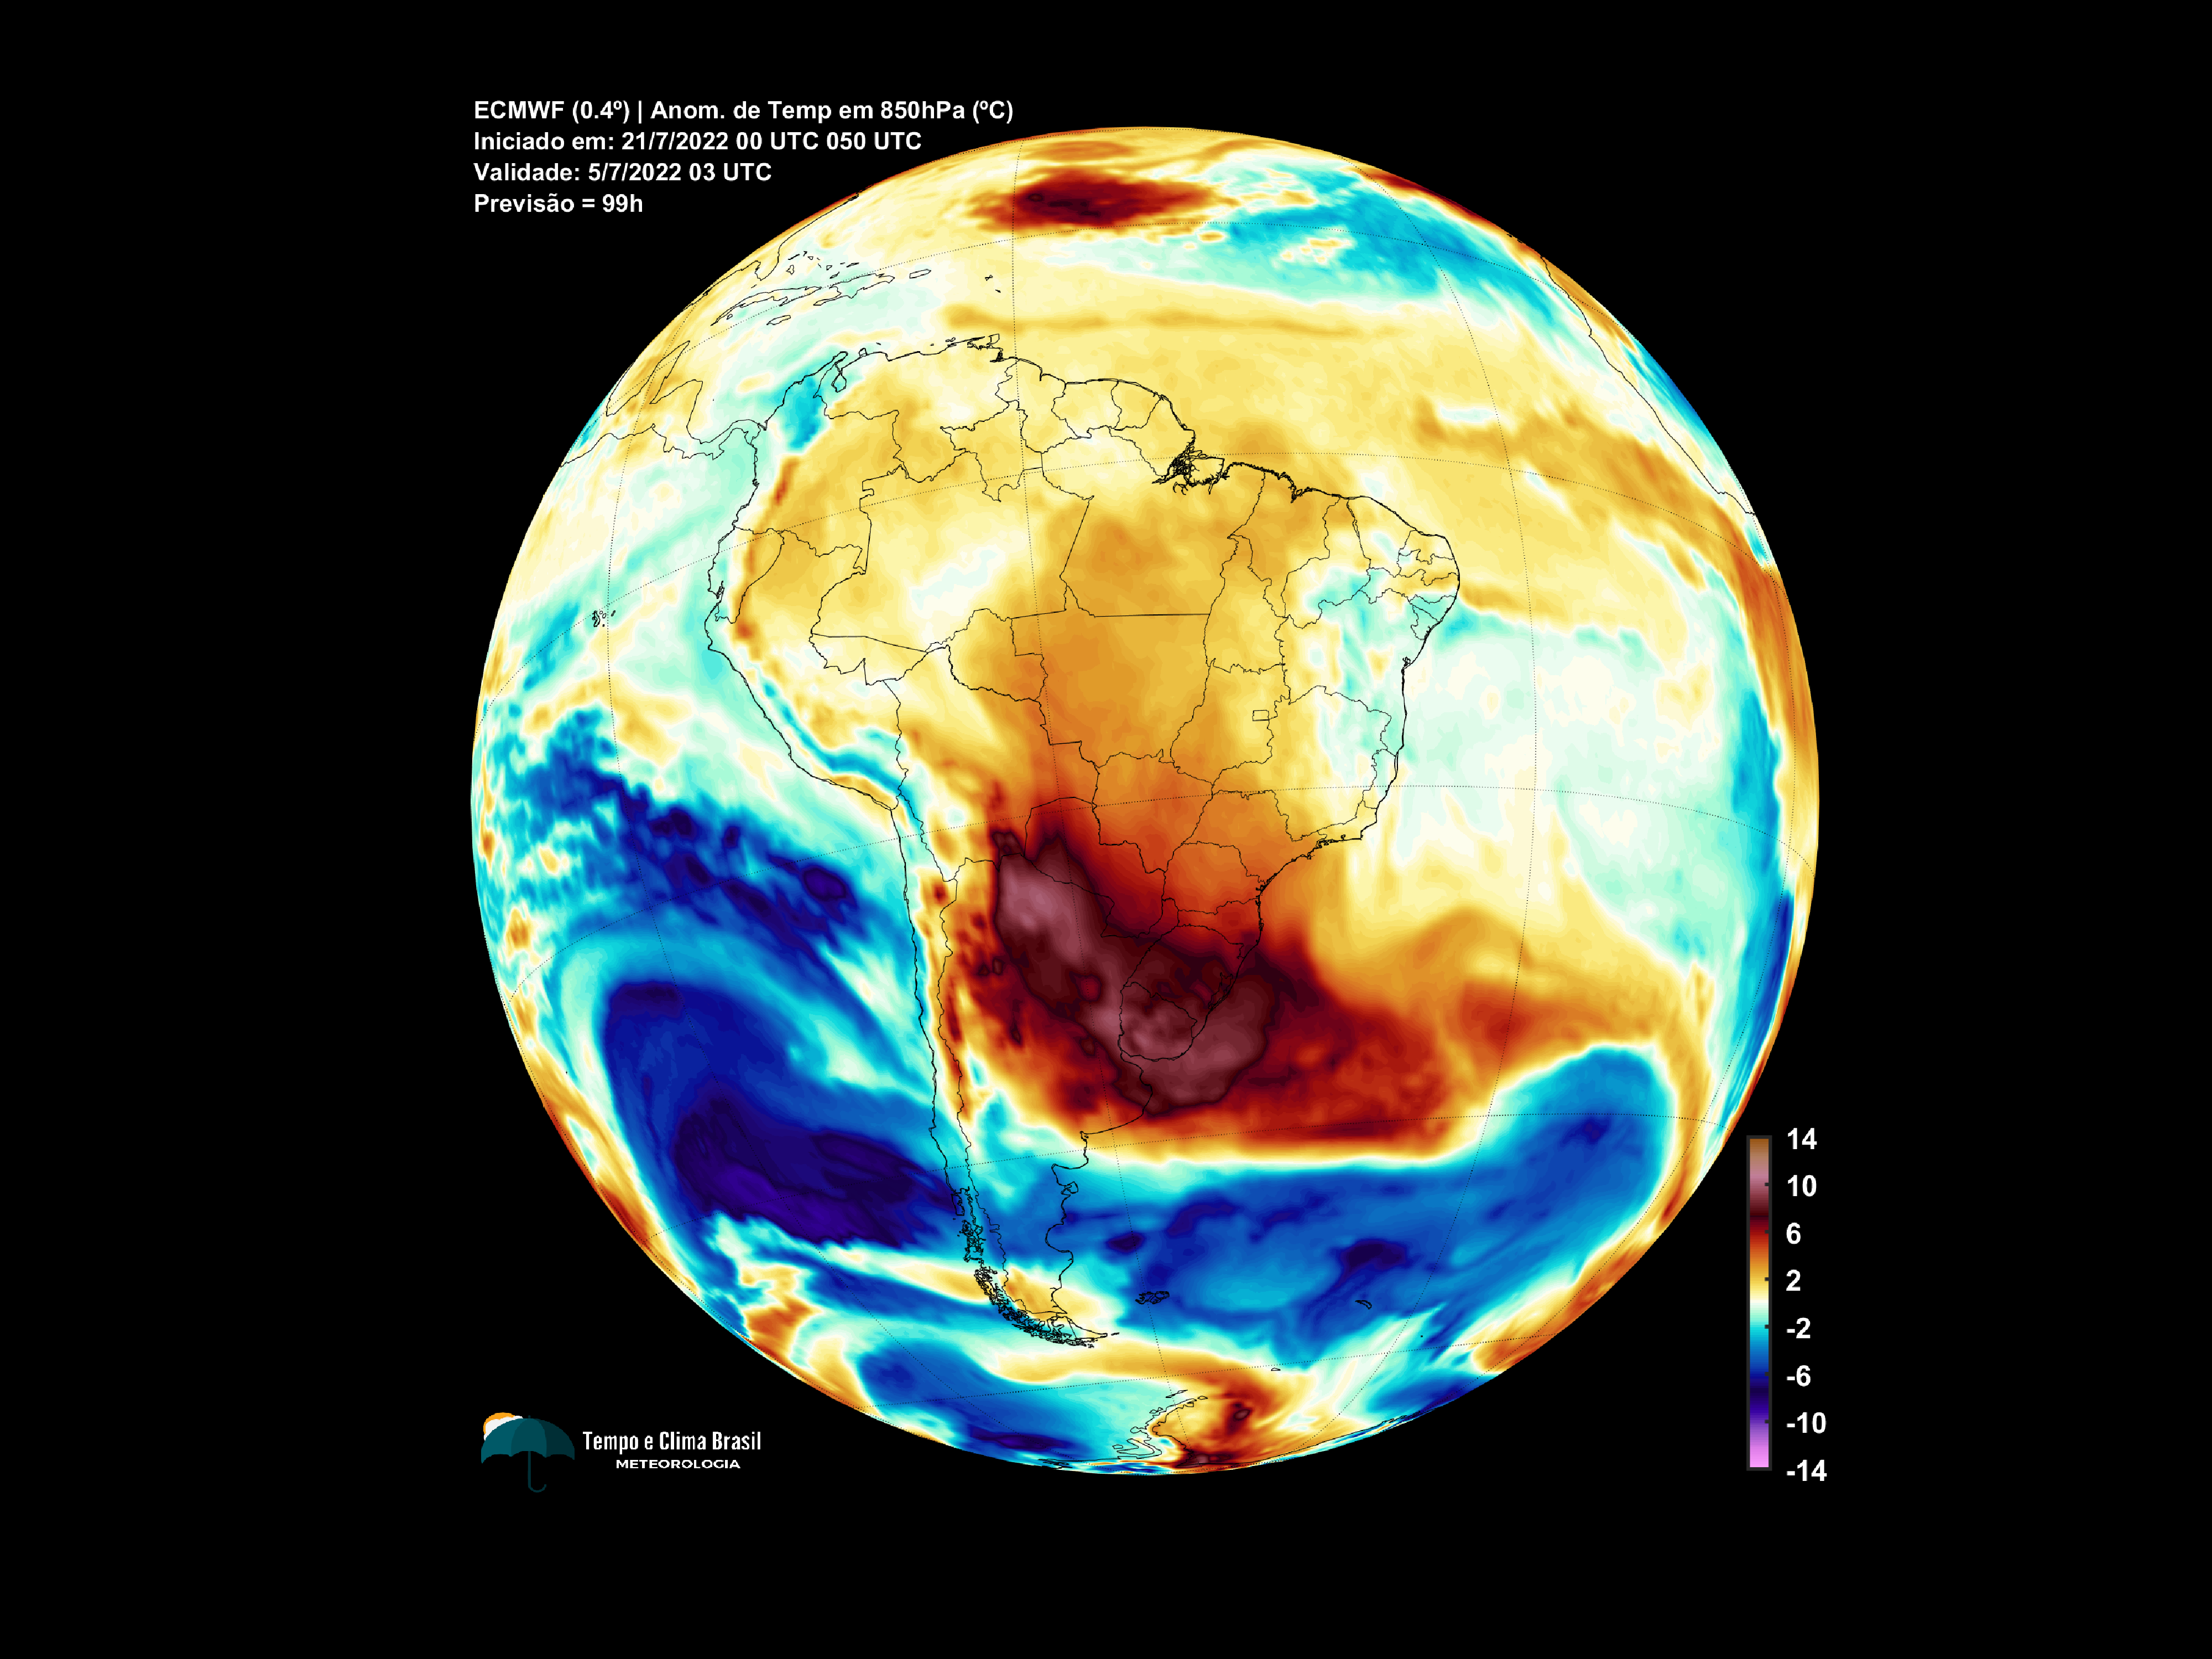 ECMWF (0.4º) | Anom. de Temp em 850hPa (ºC)
Iniciado em: 21/7/2022 00 UTC 050 UTC
Validade: 5/7/2022 03 UTC
Previsão = 99h
14
10
6
2
-2
-6
-10
-14
Tempo e Clima Brasil
METEOROLOGIA